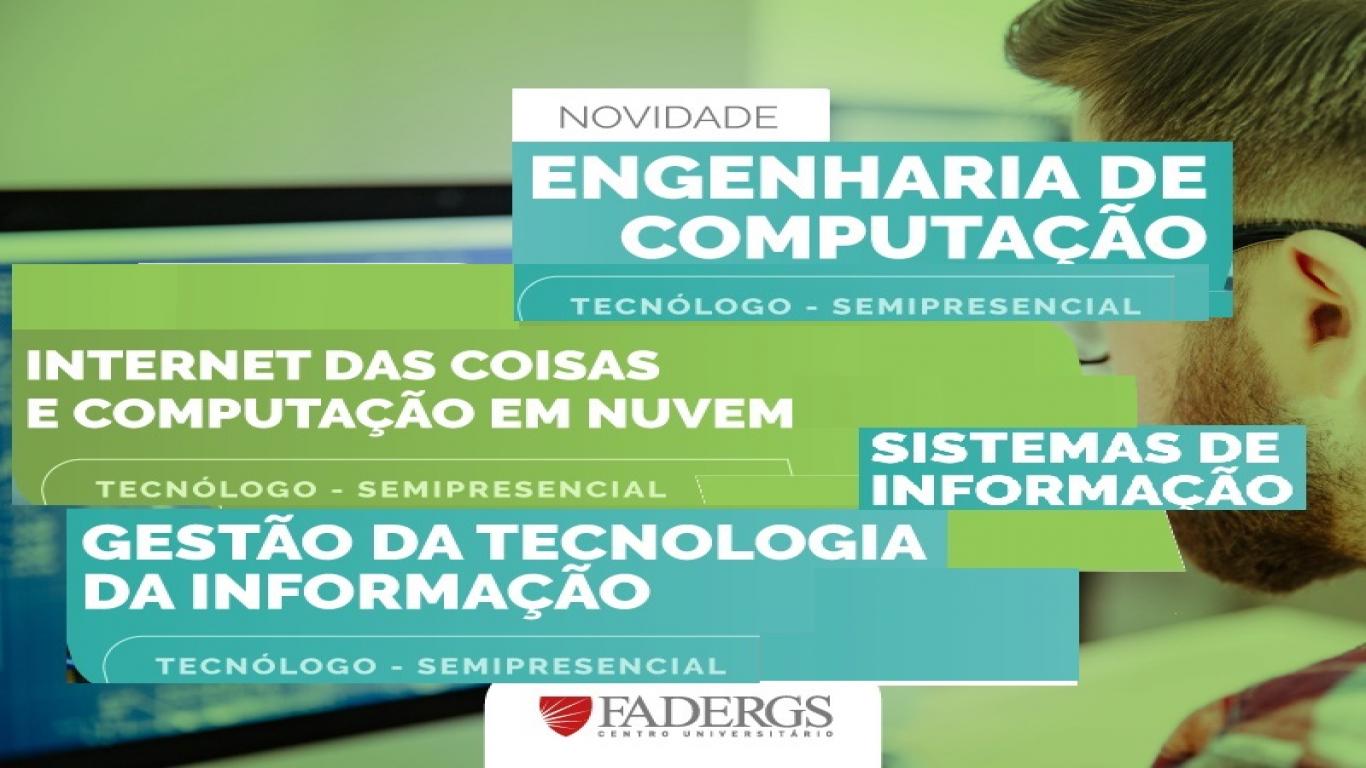 NOVIDADE
ENGENHARIA DE
COMPUTAÇÃO
TECNÓLOGO - SEMIPRESENCIAL
INTERNET DAS COISAS
E COMPUTAÇÃO EM NUVEM
TECNÓLOGO - SEMIPRESENCIAL
SISTEMAS DE
INFORMAÇÃO
GESTÃO DA TECNOLOGIA
DA INFORMAÇÃO
TECNÓLOGO - SEMIPRESENCIAL
FADERGS
CENTRO UNIVERSITÁRIO